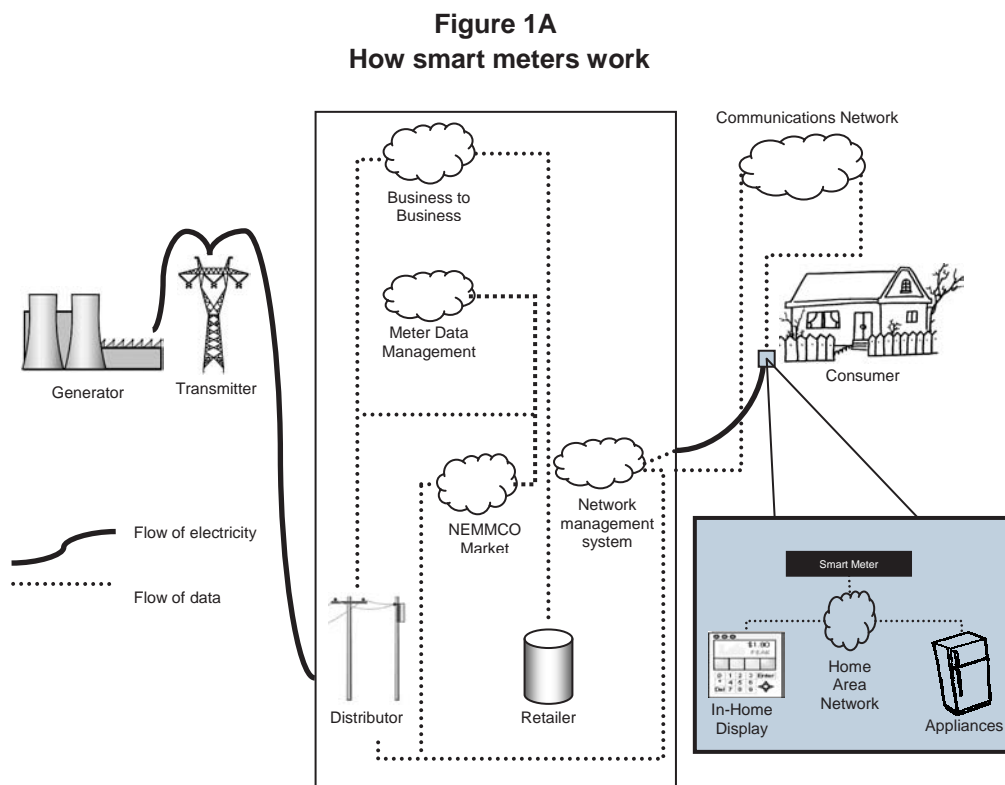 Figure 1A
How smart meters work
Communications Network
Business to
Business
Meter Data
Management
Generator
Transmitter
Consumer
NEMMCO
Market
Network
management
system
Flow of electricity
Flow of data
Distributor
Retailer
Smart Meter
$1.00
PEAK
0 1 2 3 Enter
* 4 5 6
Del 7 8 9
Home
Area
Network
In-Home
Display
Appliances